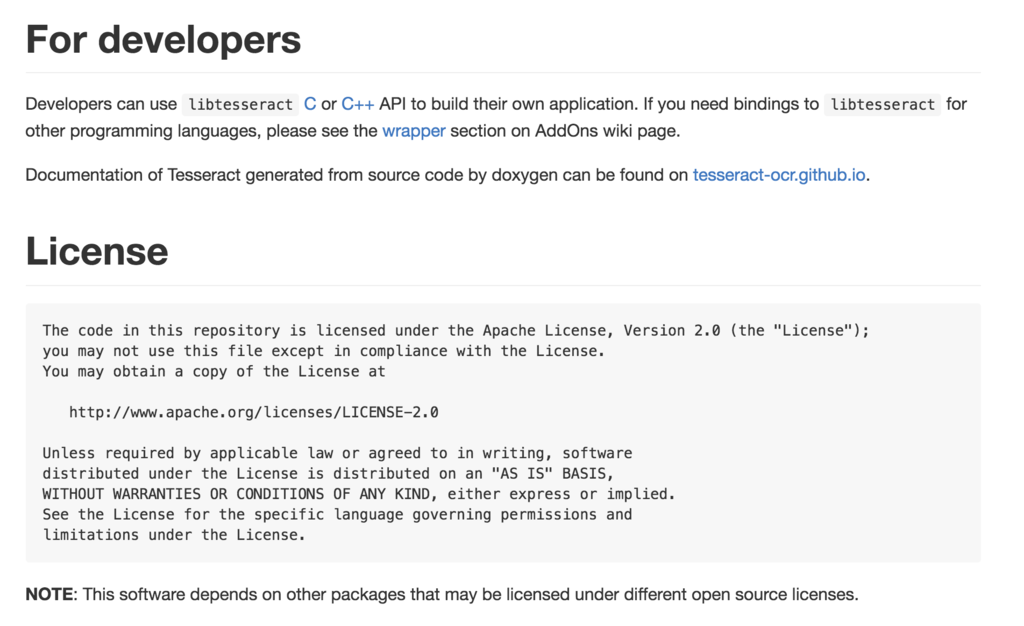 For developers
Developers can use libtesseract C or C++ API to build their own application. If you need bindings to libtesseract for
other programming languages, please see the wrapper section on AddOns wiki page.
Documentation of Tesseract generated from source code by doxygen can be found on tesseract-ocr.github.io.
License
The code in this repository is licensed under the Apache License, Version 2.0 (the "License");
you may not use this file except in compliance with the License.
You may obtain a copy of the License at
http://www.apache.org/licenses/LICENSE-2.0
Unless required by applicable law or agreed to in writing, software
distributed under the License is distributed on an "AS IS" BASIS,
WITHOUT WARRANTIES OR CONDITIONS OF ANY KIND, either express or implied.
See the License for the specific language governing permissions and
limitations under the License.
NOTE: This software depends on other packages that may be licensed under different open source licenses.